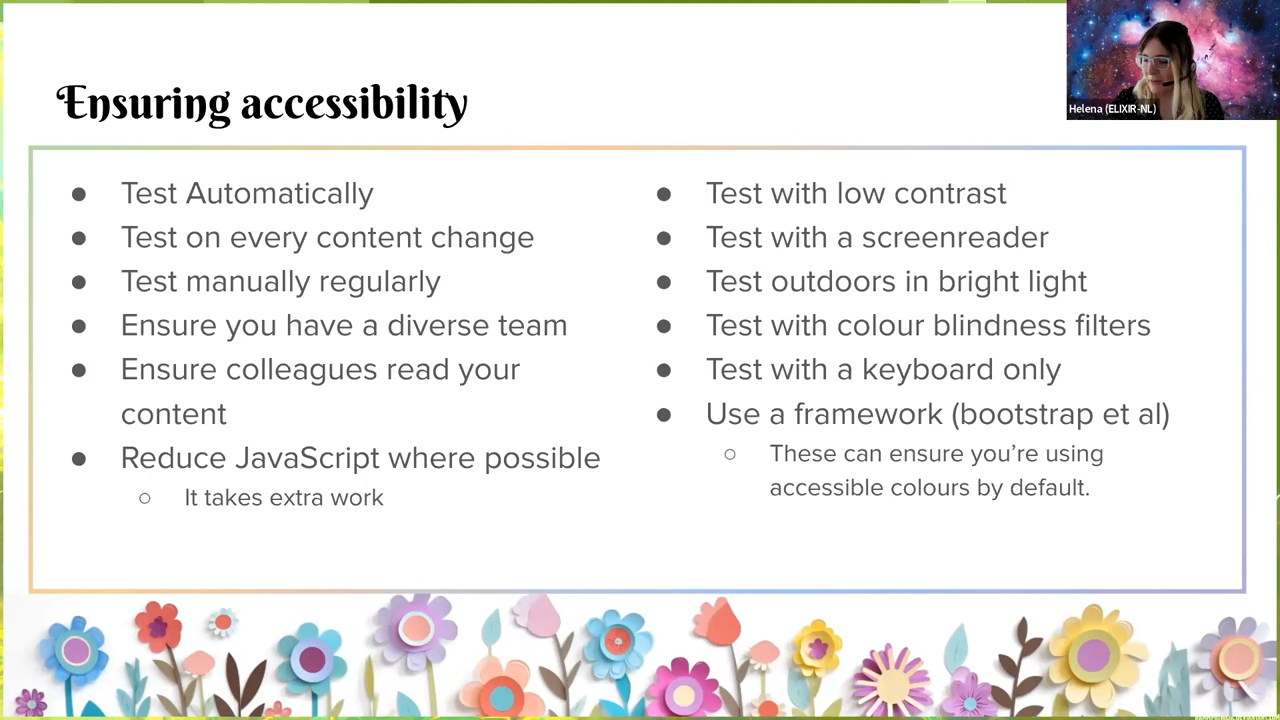 Ensuring accessibility
Helena (ELIXIR-NL)
● Test Automatically
● Test on every content change
● Test manually regularly
● Ensure you have a diverse team
● Ensure colleagues read your
content
● Reduce JavaScript where possible
○ It takes extra work
● Test with low contrast
● Test with a screenreader
● Test outdoors in bright light
● Test with colour blindness filters
● Test with a keyboard only
● Use a framework (bootstrap et al)
○ These can ensure you’re using
accessible colours by default.